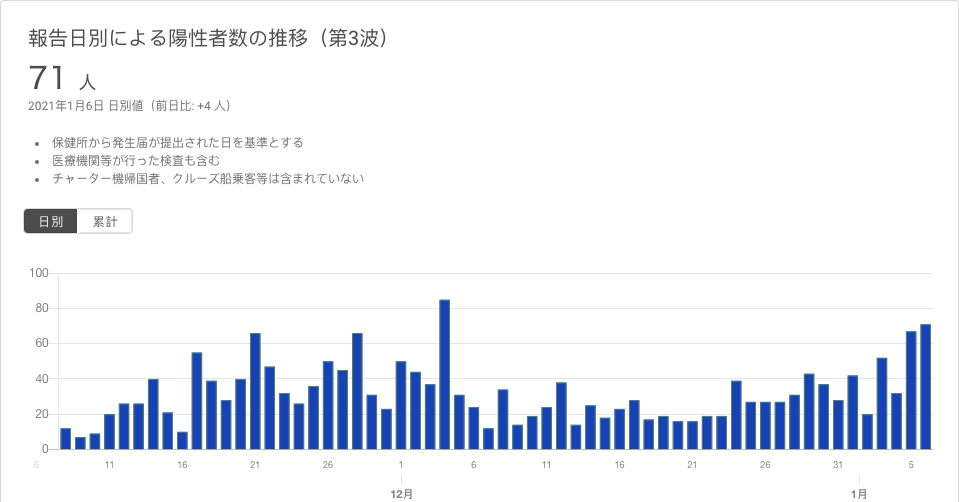 報告日別による陽性者数の推移（第3波）
71 人
2021年1月6日 日別値（前日比: +4 人）
保健所から発生届が提出された日を基準とする
医療機関等が行った検査も含む
チャーター機帰国者、クルーズ船乗客等は含まれていない
日別 累計
100
80
60
40
20
0
6 11 16 21 26 1 6 11 16 21 26 31 5
12月 1月